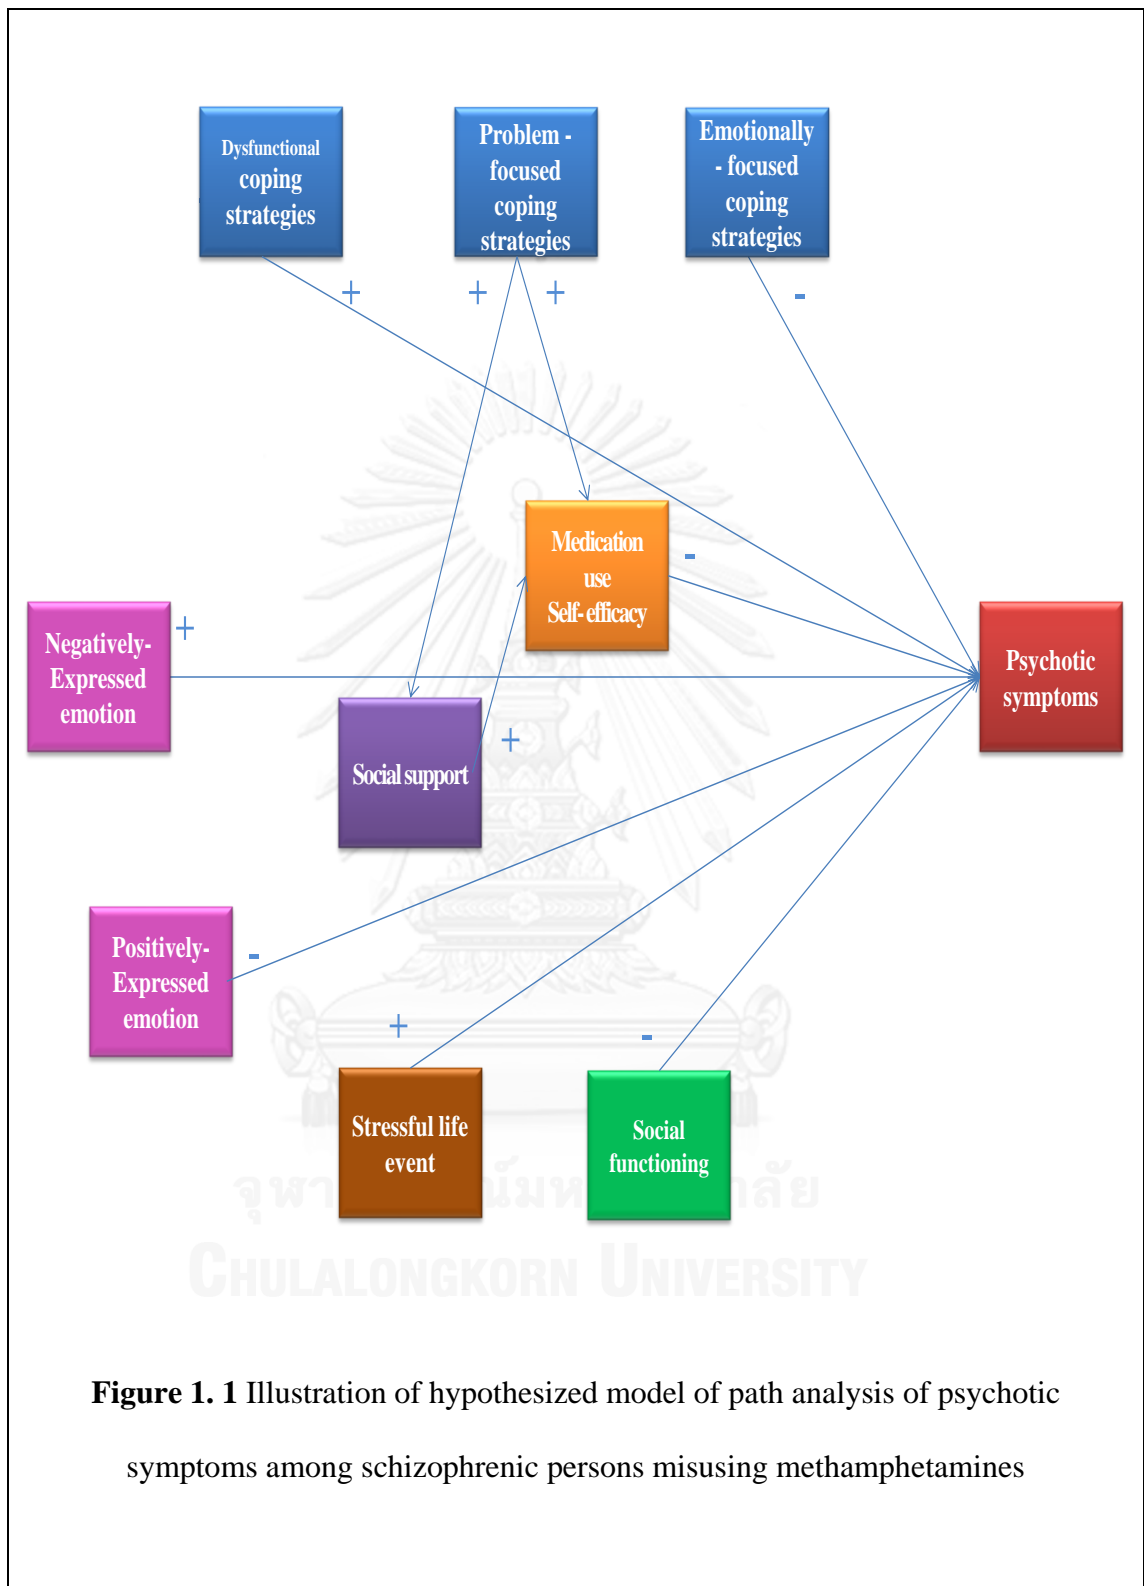 Dysfunctional
coping
strategies
Problem -
focused
coping
strategies
Emotionally
- focused
coping
strategies
+
+
+
-
Medication
use
Self- efficacy
-
Negatively-
Expressed
emotion
+
Psychotic
symptoms
Social support
+
Positively-
Expressed
emotion
-
+
-
Stressful life
event
Social
functioning
CHULALONGKORN UNIVERSITY
Figure 1. 1 Illustration of hypothesized model of path analysis of psychotic
symptoms among schizophrenic persons misusing methamphetamines